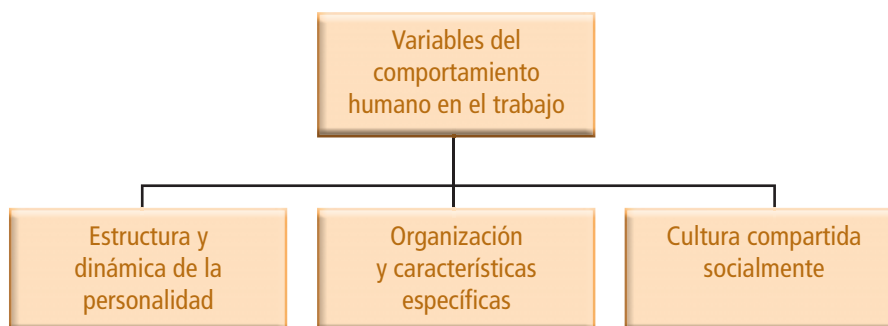 Variables del
comportamiento
humano en el trabajo
Estructura y
dinámica de la
personalidad
Organización
y características
específicas
Cultura compartida
socialmente